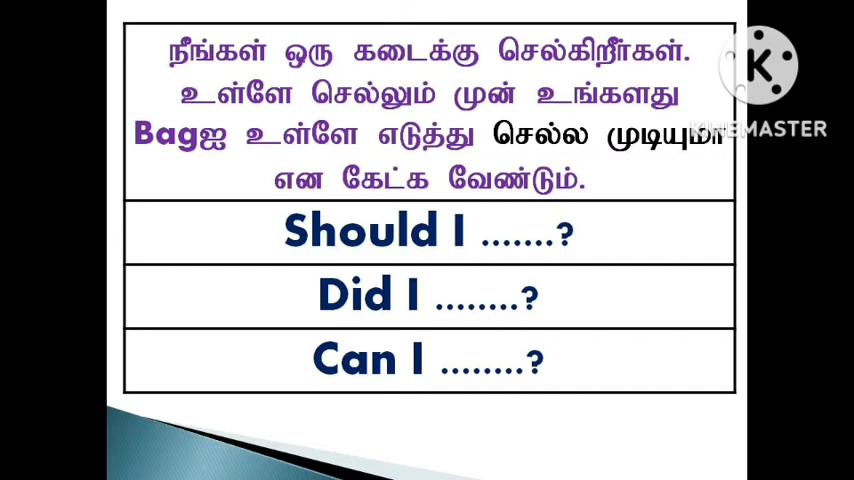 நீங்கள் ஒரு கடைக்கு செல்கிறீர்கள்.
உள்ளே செல்லும் முன் உங்களது
Bagஐ உள்ளே எடுத்து செல்ல முடியுமா
என கேட்க வேண்டும்.
Should I .......?
Did I ........?
Can I ........?
K
KINEMASTER